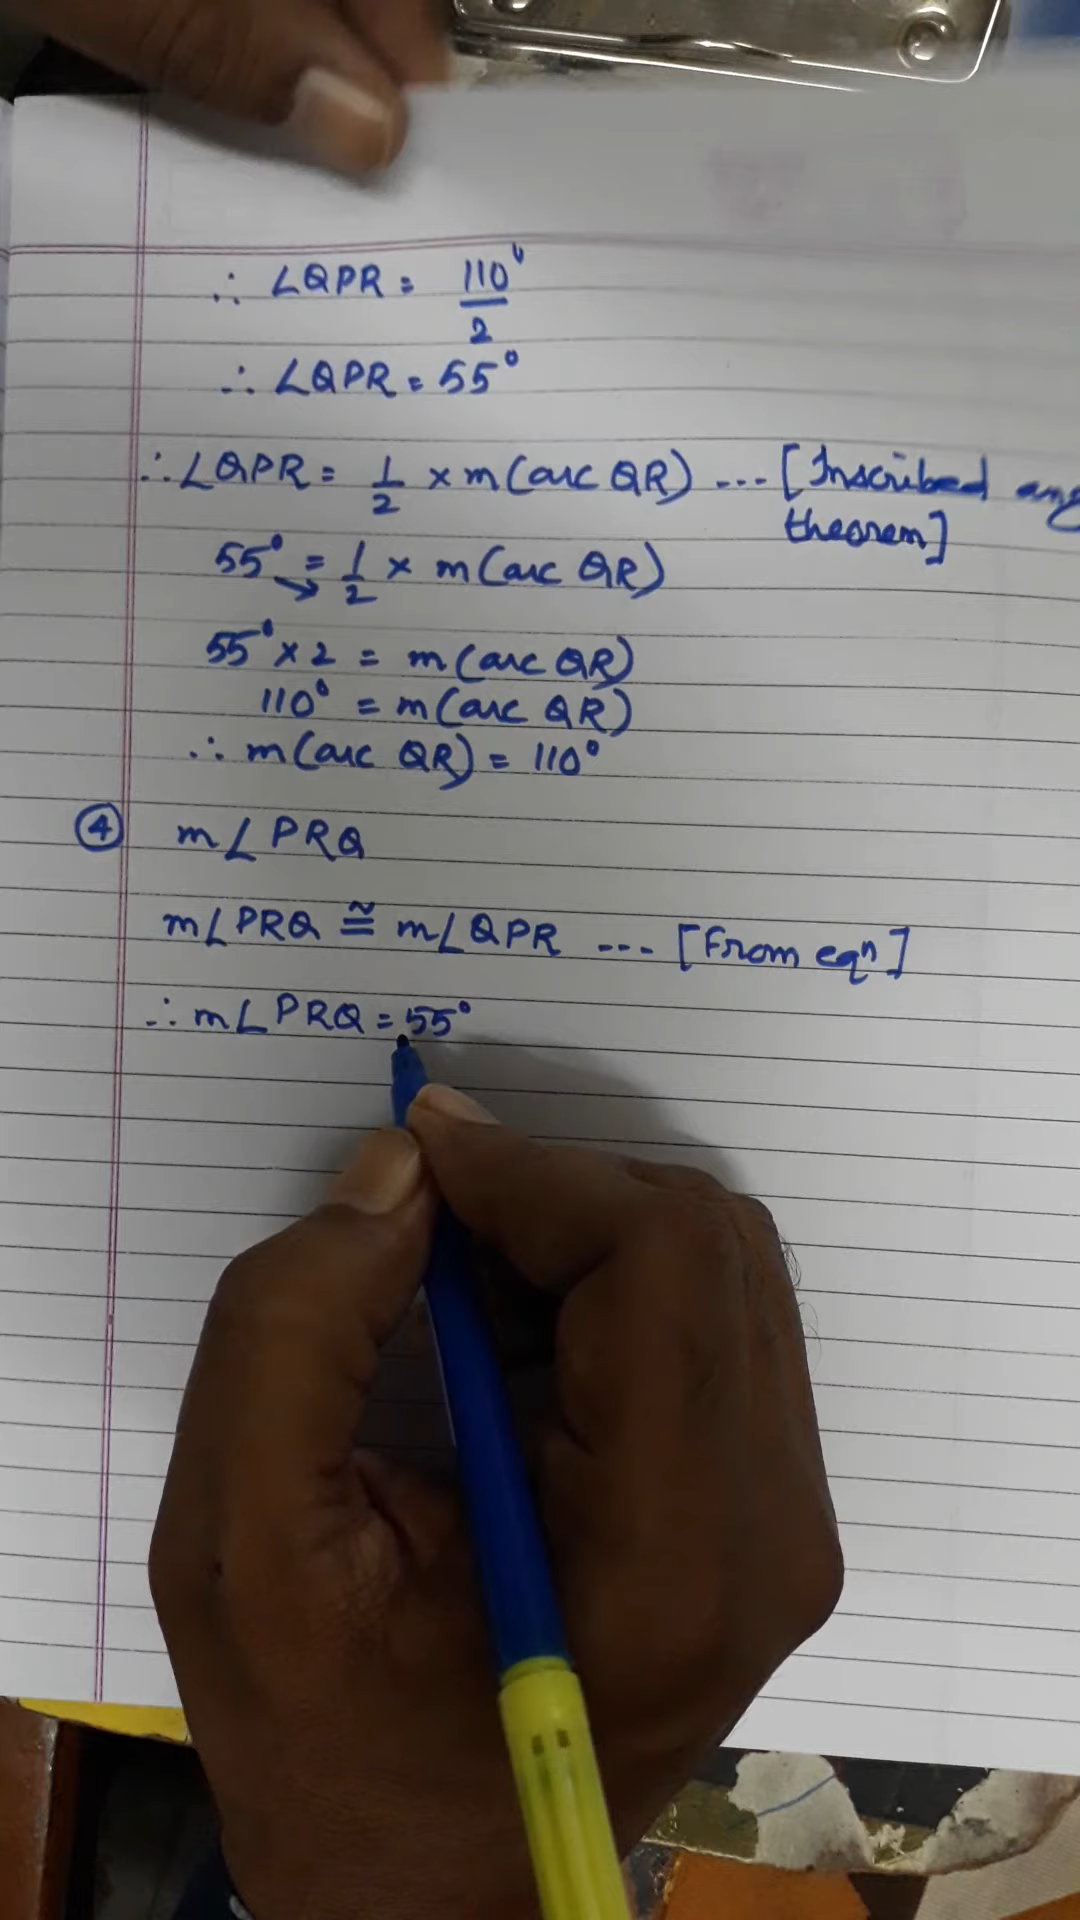 ∴ ∠QPR = 110°/2
∴ ∠QPR = 55°
∴ ∠QPR = 1/2 × m(arc QR) --- [Inscribed
theorem]
55° = 1/2 × m(arc QR)
55° × 2 = m(arc QR)
110° = m(arc QR)
∴ m(arc QR) = 110°
④ m∠PRQ
m∠PRQ ≅ m∠QPR --- [From eqⁿ]
∴ m∠PRQ = 55°